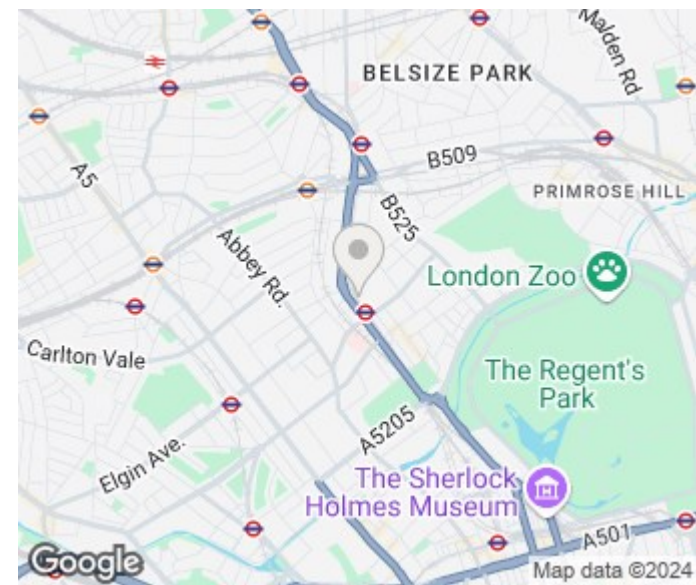 Malden Rd
BELSIZE PARK
B509
A5
PRIMROSE HILL
B525
Abbey Rd.
London Zoo
Carlton Vale
The Regent's
Park
A5205
Elgin Ave.
The Sherlock
Holmes Museum
A501
Google
Map data ©2024